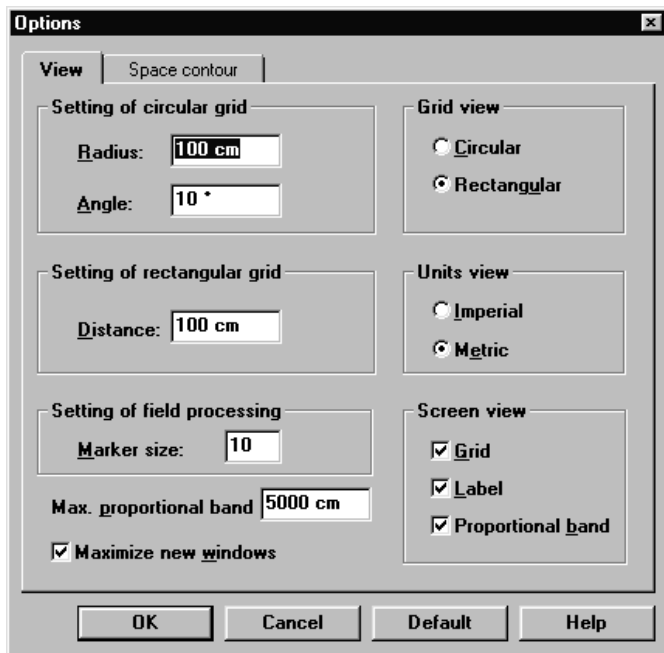 Options
View
Space contour
Setting of circular grid
Radius: 100 cm
Angle: 10 °
Setting of rectangular grid
Distance: 100 cm
Setting of field processing
Marker size: 10
Max. proportional band 5000 cm
Maximize new windows
Grid view
Circular
Rectangular
Units view
Imperial
Metric
Screen view
Grid
Label
Proportional band
OK
Cancel
Default
Help